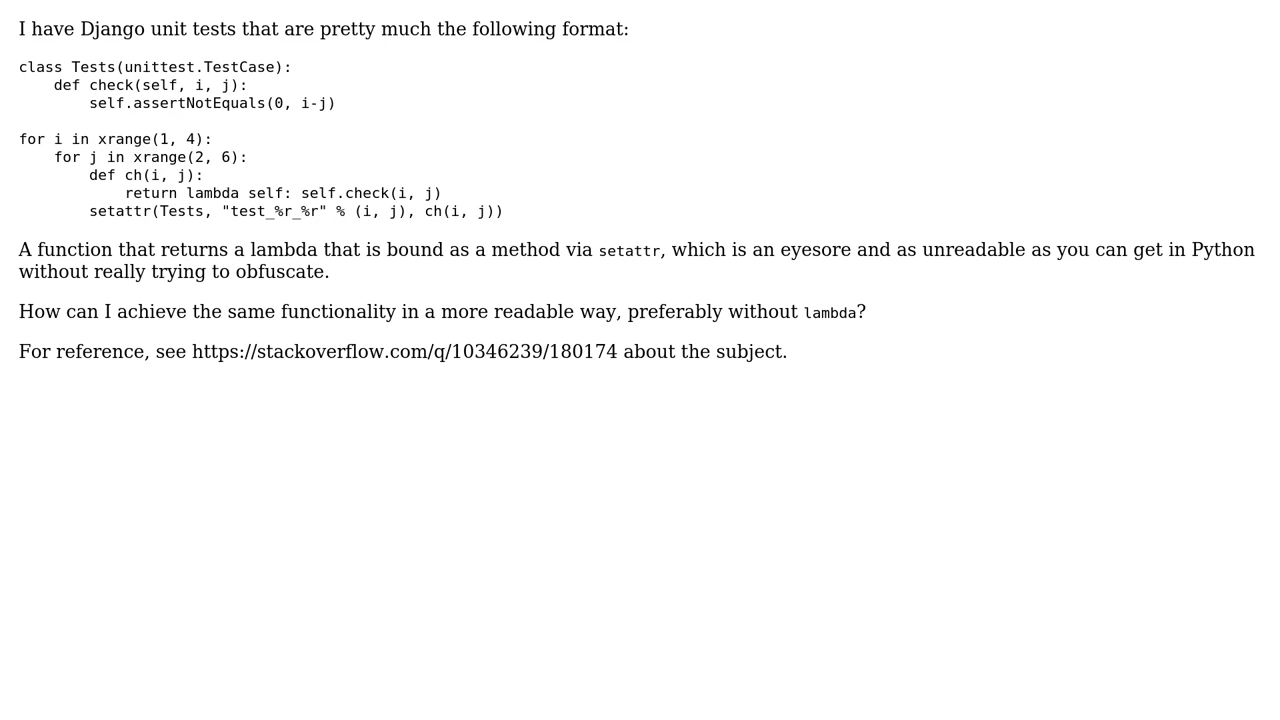 I have Django unit tests that are pretty much the following format:
class Tests(unittest.TestCase):
    def check(self, i, j):
        self.assertNotEquals(0, i-j)
for i in xrange(1, 4):
    for j in xrange(2, 6):
        def ch(i, j):
            return lambda self: self.check(i, j)
        setattr(Tests, "test_%r_%r" % (i, j), ch(i, j))
A function that returns a lambda that is bound as a method via setattr, which is an eyesore and as unreadable as you can get in Python
without really trying to obfuscate.
How can I achieve the same functionality in a more readable way, preferably without lambda?
For reference, see https://stackoverflow.com/q/10346239/180174 about the subject.